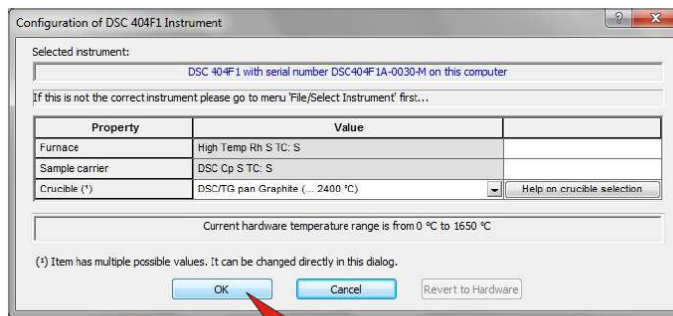 Configuration of DSC 404F1 Instrument
Selected instrument:
DSC 404F1 with serial number DSC404F1A-0030-M on this computer
If this is not the correct instrument please go to menu 'File/Select Instrument' first...
Property Value
Furnace High Temp Rh S TC: S
Sample carrier DSC Cp S TC: S
Crucible (¹) DSC/TG pan Graphite (... 2400 °C) Help on crucible selection
Current hardware temperature range is from 0 °C to 1650 °C
(¹) Item has multiple possible values. It can be changed directly in this dialog.
OK Cancel Revert to Hardware